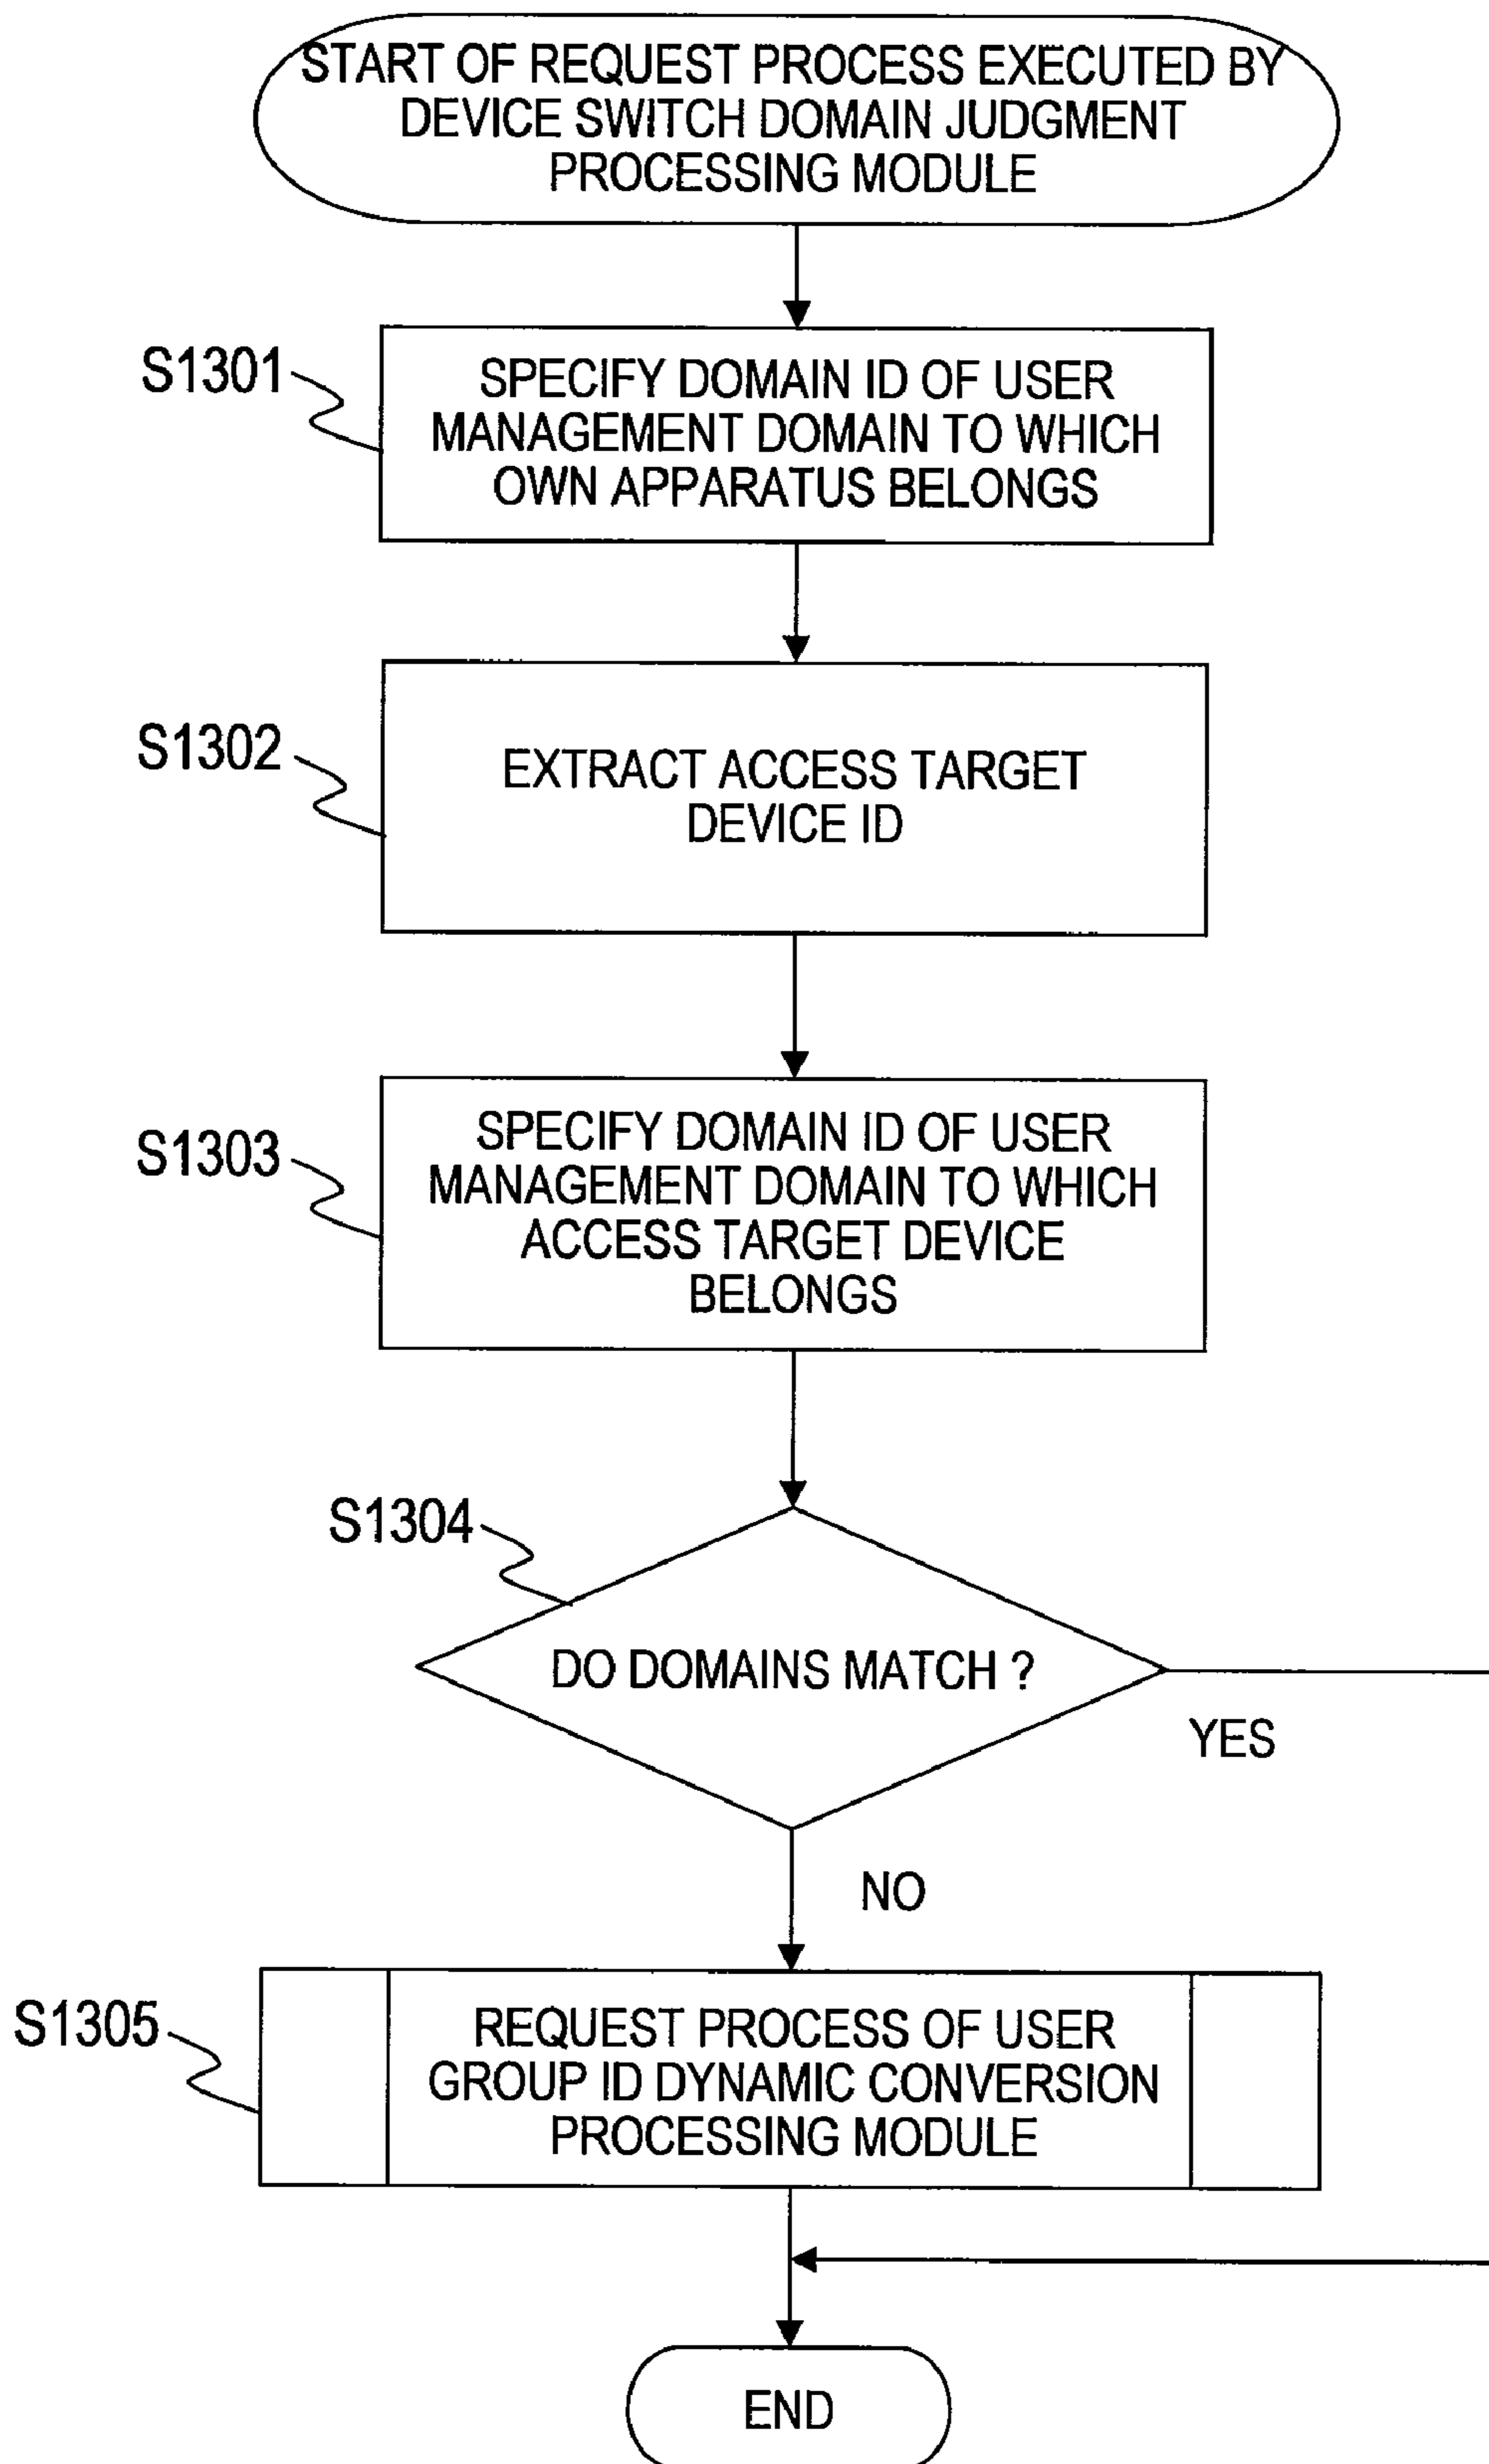 START OF REQUEST PROCESS EXECUTED BY
DEVICE SWITCH DOMAIN JUDGMENT
PROCESSING MODULE
S1301
SPECIFY DOMAIN ID OF USER
MANAGEMENT DOMAIN TO WHICH
OWN APPARATUS BELONGS
S1302
EXTRACT ACCESS TARGET
DEVICE ID
S1303
SPECIFY DOMAIN ID OF USER
MANAGEMENT DOMAIN TO WHICH
ACCESS TARGET DEVICE
BELONGS
S1304
DO DOMAINS MATCH ?
YES
NO
S1305
REQUEST PROCESS OF USER
GROUP ID DYNAMIC CONVERSION
PROCESSING MODULE
END